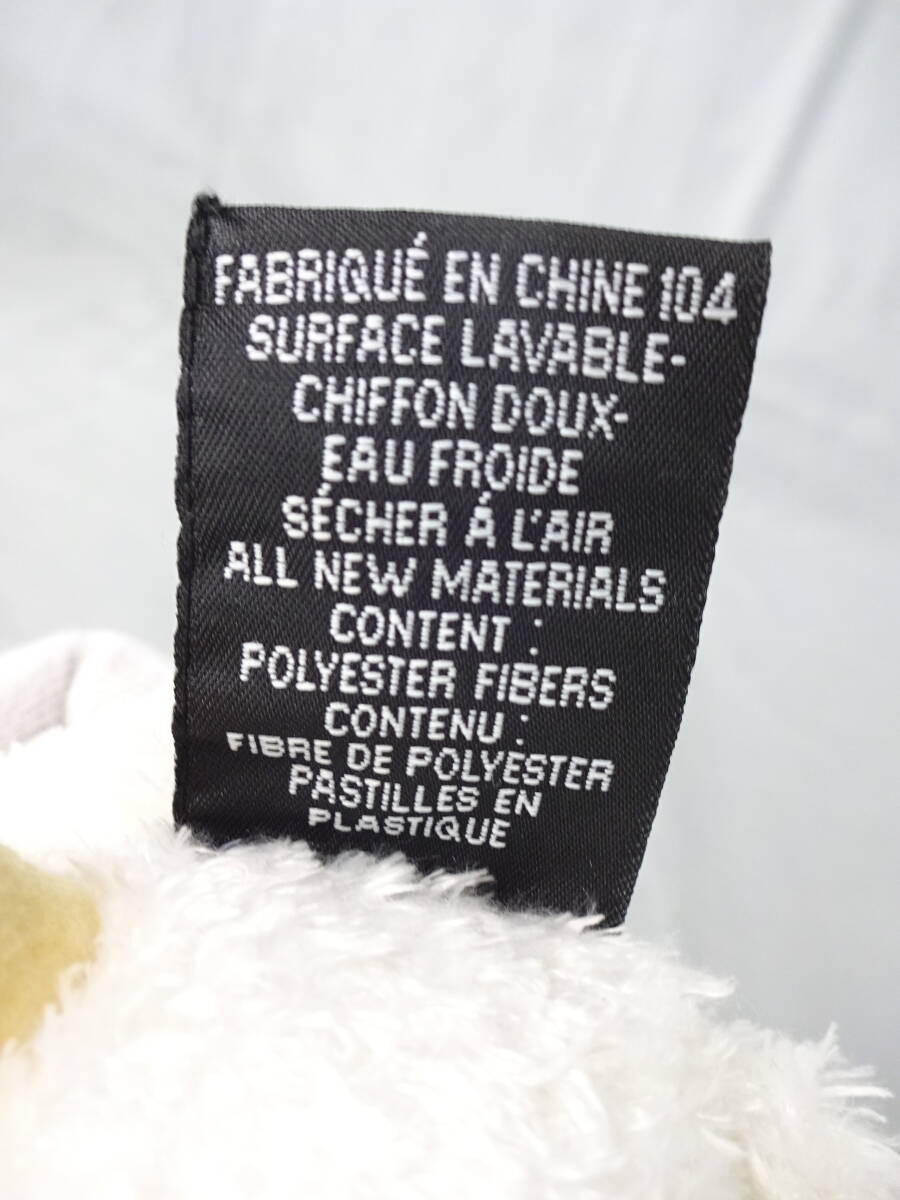 FABRIQUÉ EN CHINE 104
SURFACE LAVABLE-
CHIFFON DOUX-
EAU FROIDE
SÉCHER Á L'AIR
ALL NEW MATERIALS
CONTENT :
POLYESTER FIBERS
CONTENU :
FIBRE DE POLYESTER
PASTILLES EN
PLASTIQUE